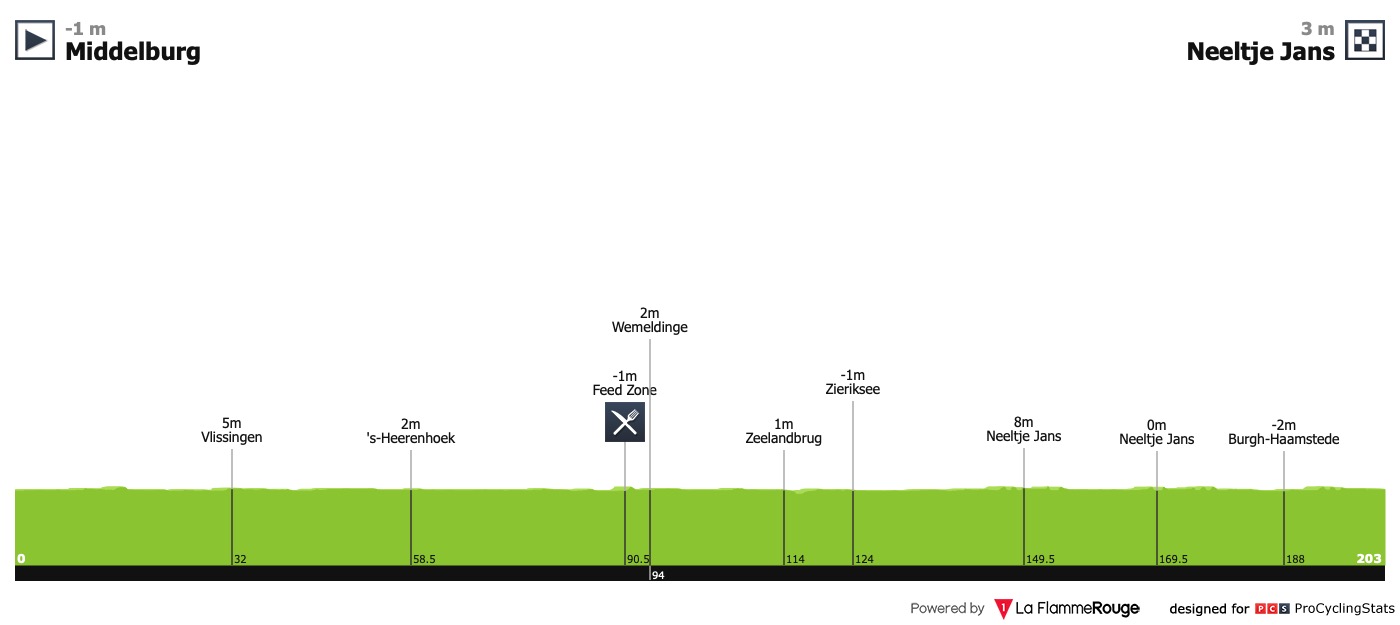 -1 m
Middelburg
3 m
Neeltje Jans
2m
Wemeldinge
-1m
Feed Zone
-1m
Zieriksee
5m
Vlissingen
2m
's-Heerenhoek
1m
Zeelandbrug
8m
Neeltje Jans
0m
Neeltje Jans
-2m
Burgh-Haamstede
0
32
58.5
90.5
94
114
124
149.5
169.5
188
203
Powered by 1 La FlammeRouge designed for PCS ProCyclingStats